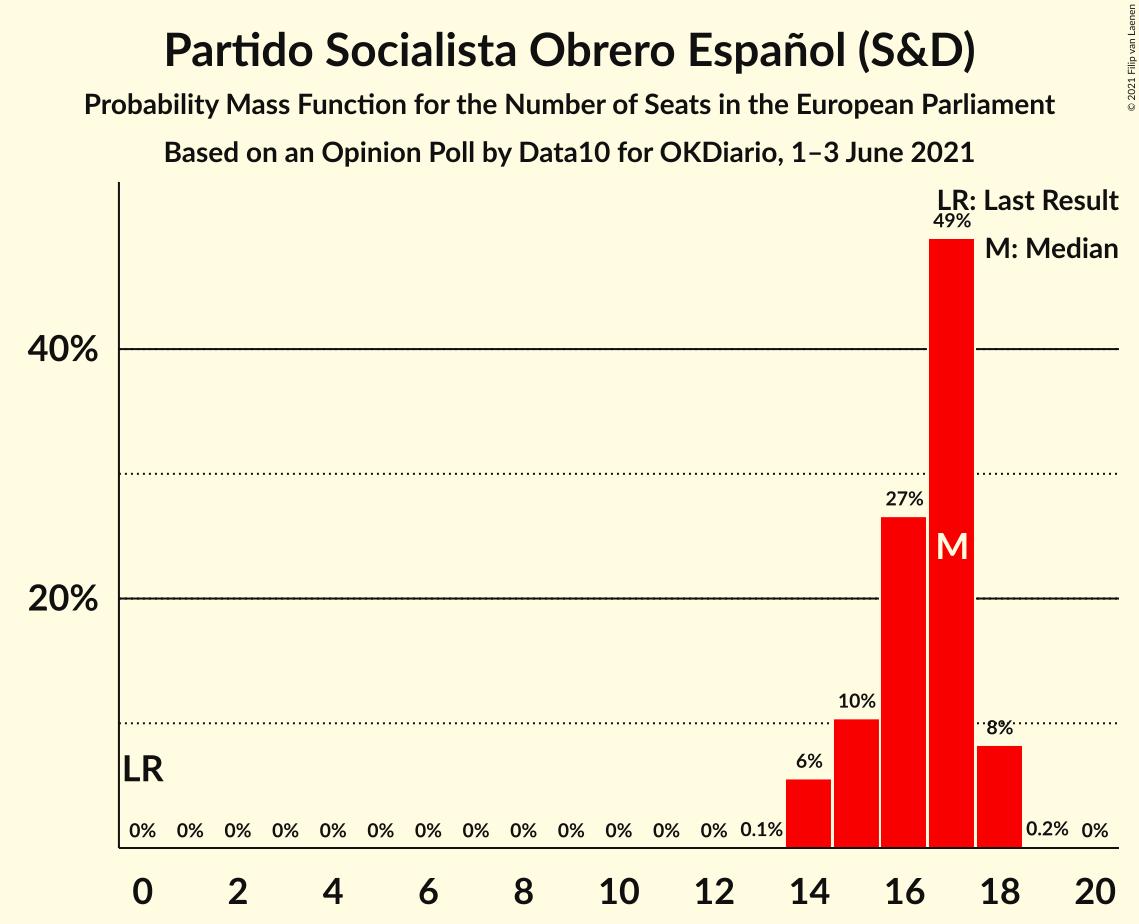 Partido Socialista Obrero Español (S&D)
Probability Mass Function for the Number of Seats in the European Parliament
Based on an Opinion Poll by Data10 for OKDiario, 1–3 June 2021
© 2021 Filip van Laenen
LR: Last Result
49%
M: Median
40%
27%
M
20%
10%
8%
6%
LR
0% 0% 0% 0% 0% 0% 0% 0% 0% 0% 0% 0% 0% 0.1% 0.2% 0%
0 2 4 6 8 10 12 14 16 18 20